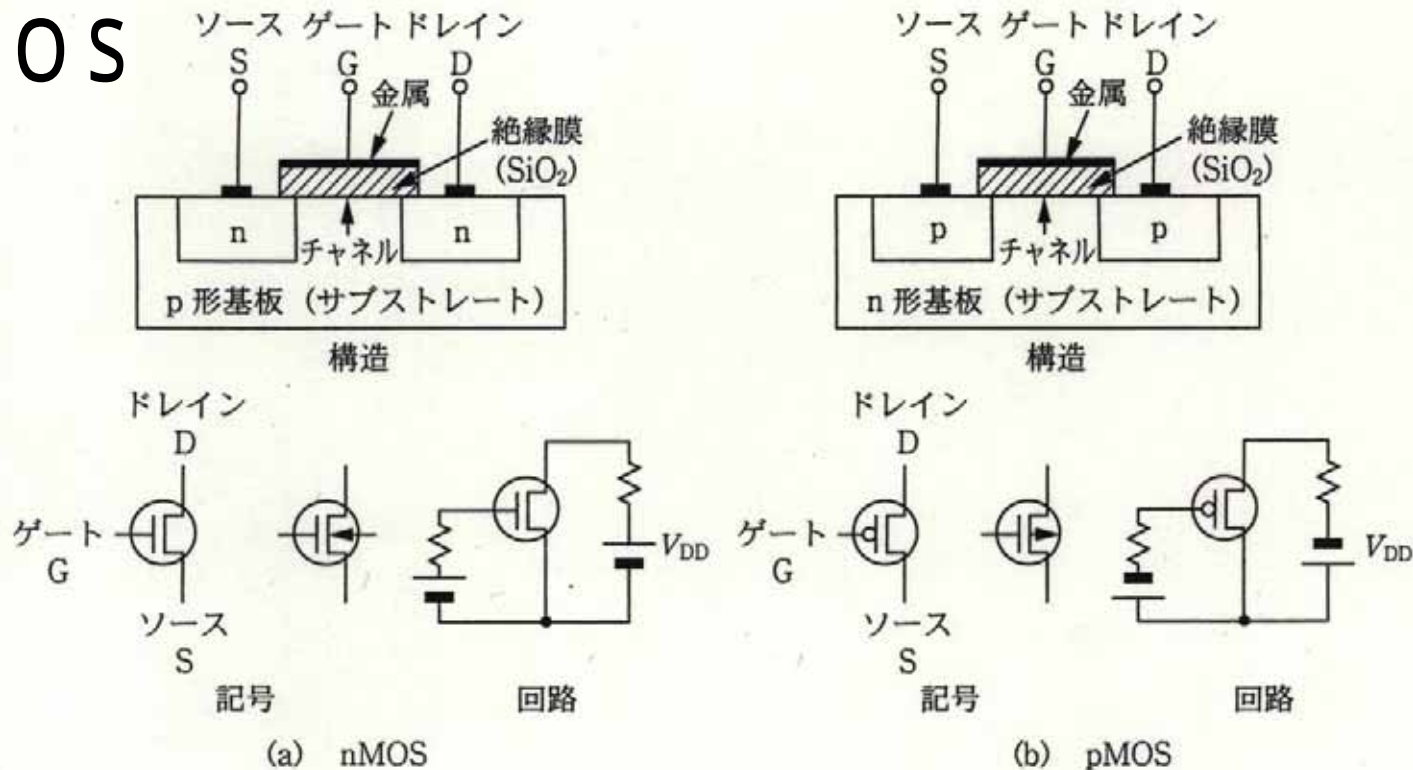 OS
ソース ゲート ドレイン
S G D
金属
絶縁膜
(SiO₂)
n n
チャネル
p 形基板（サブストレート）
構造
ドレイン
D
ゲート
G
V_DD
ソース
S
記号 回路
(a) nMOS
ソース ゲート ドレイン
S G D
金属
絶縁膜
(SiO₂)
p p
チャネル
n 形基板（サブストレート）
構造
ドレイン
D
ゲート
G
V_DD
ソース
S
記号 回路
(b) pMOS